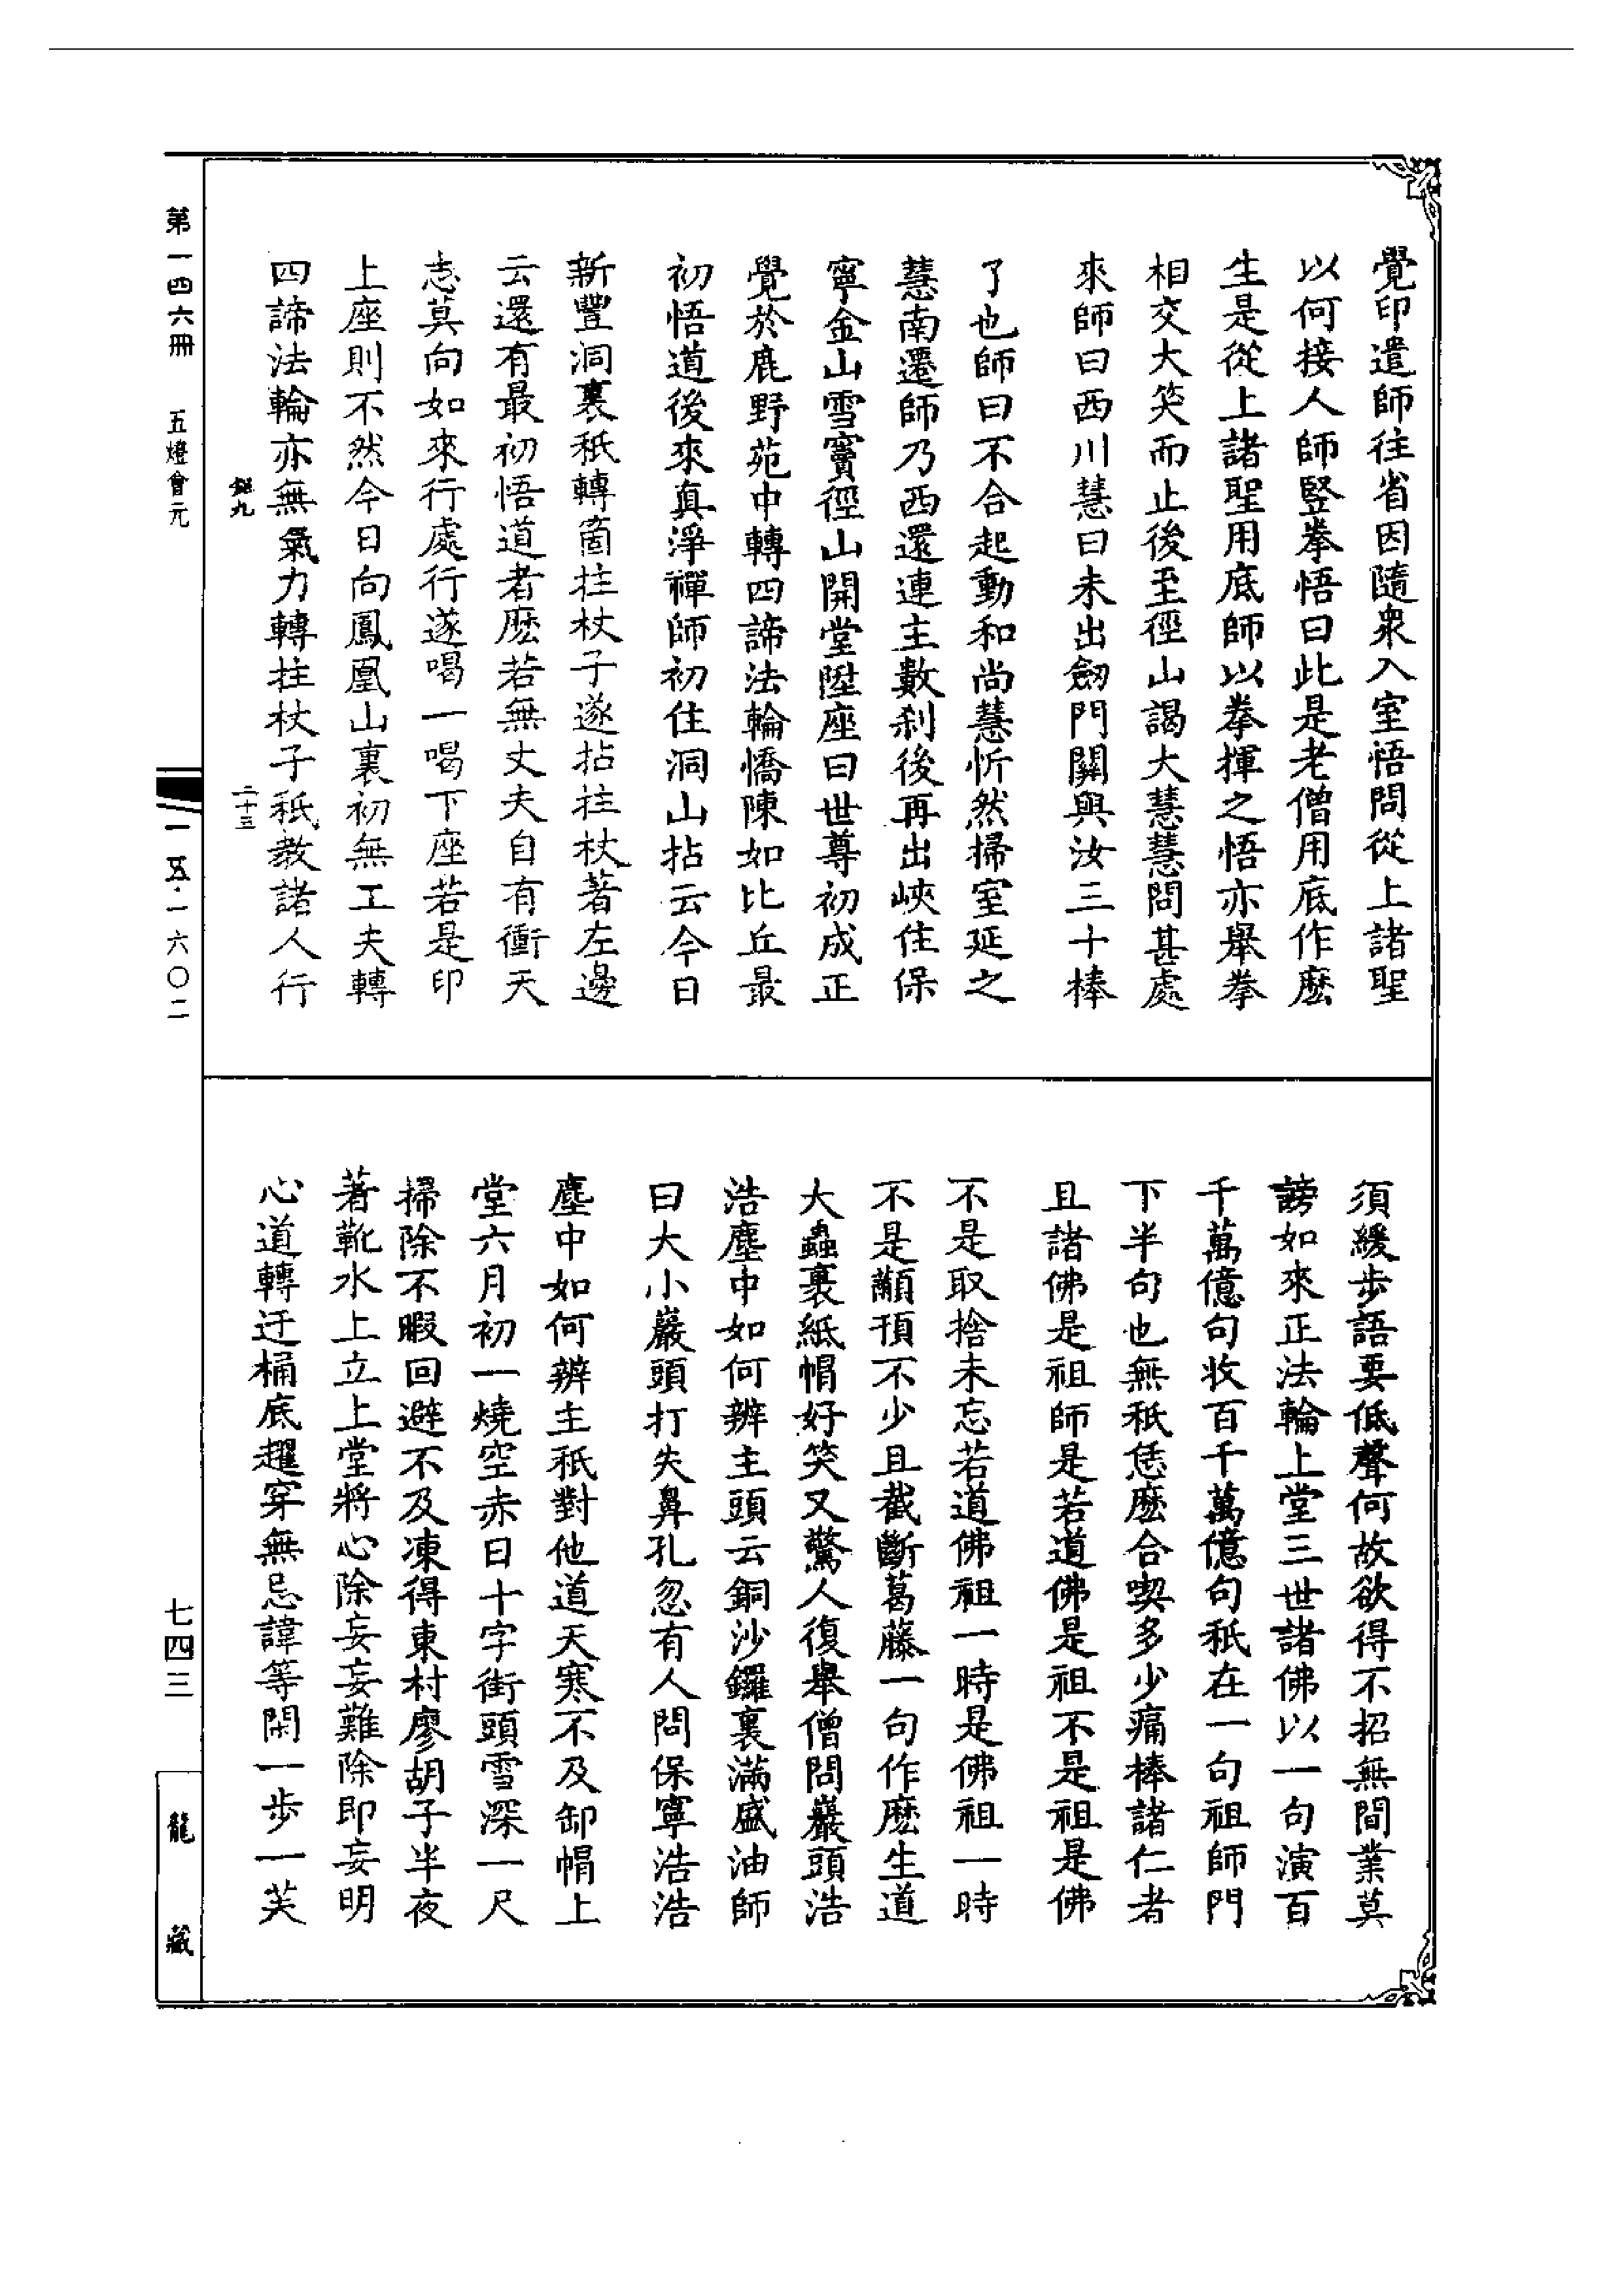 覺印遣師往省因隨衆入室悟問從上諸聖
以何接人師竪拳悟曰此是老僧用底作麽
生是從上諸聖用底師以拳揮之悟亦舉拳
相交大笑而止後至徑山謁大慧慧問甚處
來師曰西川慧曰未出劒門關與汝三十棒
了也師曰不合起動和尚慧忻然掃室延之
慧南還師乃西還連主數刹後再出峽住保
寧金山雪竇徑山開堂陞座曰世尊初成正
覺於鹿野苑中轉四諦法輪憍陳如比丘最
初悟道後來真淨禪師初住洞山拈云今日
新豐洞裏秖轉箇拄杖子遂拈拄杖著左邊
云還有最初悟道者麽若無丈夫自有衝天
志莫向如來行處行遂喝一喝下座若是印
上座則不然今日向鳳凰山裏初無工夫轉
四諦法輪亦無氣力轉拄杖子秖教諸人行
二十五
須緩步語要低聲何故欲得不招無間業莫
謗如來正法輪上堂三世諸佛以一句演百
千萬億句收百千萬億句秖在一句祖師門
下半句也無秖恁麽合喫多少痛棒諸仁者
且諸佛是祖師是若道佛是祖不是祖是佛
不是取捨未忘若道佛祖一時是佛祖一時
不是顢頇不少且截斷葛藤一句作麽生道
大蟲裹紙帽好笑又驚人復舉僧問巖頭浩
浩塵中如何辨主頭云銅沙鑼裏滿盛油師
曰大小巖頭打失鼻孔忽有人問保寧浩浩
塵中如何辨主秖對他道天寒不及卸帽上
堂六月初一燒空赤日十字街頭雪深一尺
掃除不暇回避不及凍得東村廖胡子半夜
著靴水上立上堂將心除妄妄難除即妄明
心道轉迂桶底趯穿無忌諱等閑一步一芙
第一四六冊 五燈會元
一五·一六〇二
七四三
龍藏